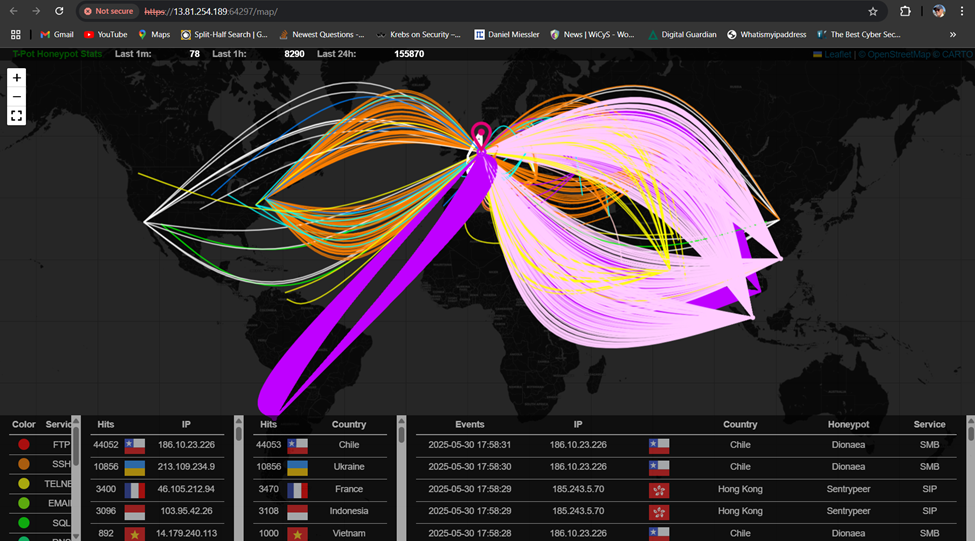 Not secure https://13.81.254.189:64297/map/
Gmail YouTube Maps Split-Half Search | G... Newest Questions -... Krebs on Security –... Daniel Miessler News | WiCyS - Wo... Digital Guardian Whatismyipaddress The Best Cyber Sec... »
T-Pot Honeypot Stats Last 1m: 78 Last 1h: 8290 Last 24h: 155870 Leaflet | © OpenStreetMap © CARTO
+
−
Color Service Hits IP Hits Country Events IP Country Honeypot Service
FTP 44052 186.10.23.226 44053 Chile 2025-05-30 17:58:31 186.10.23.226 Chile Dionaea SMB
SSH 10856 213.109.234.9 10856 Ukraine 2025-05-30 17:58:30 186.10.23.226 Chile Dionaea SMB
TELNE 3400 46.105.212.94 3470 France 2025-05-30 17:58:29 185.243.5.70 Hong Kong Sentrypeer SIP
EMAI 3096 103.95.42.26 3108 Indonesia 2025-05-30 17:58:29 185.243.5.70 Hong Kong Sentrypeer SIP
SQL 892 14.179.240.113 1000 Vietnam 2025-05-30 17:58:28 186.10.23.226 Chile Dionaea SMB